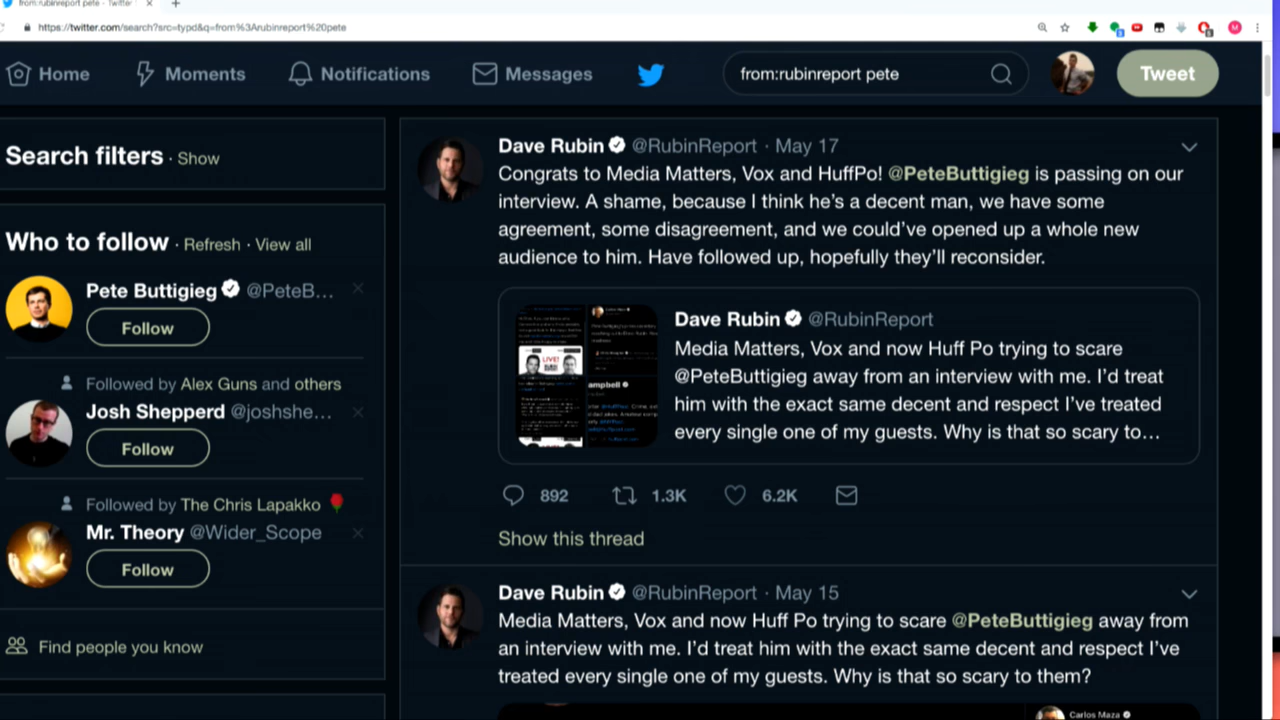 from:rubinreport pete - Twitter
https://twitter.com/search?src=typd&q=from%3Arubinreport%20pete
Home
Moments
Notifications
Messages
from:rubinreport pete
Tweet
Search filters · Show
Who to follow · Refresh · View all
Pete Buttigieg @PeteB...
Follow
Followed by Alex Guns and others
Josh Shepperd @joshshe...
Follow
Followed by The Chris Lapakko
Mr. Theory @Wider_Scope
Follow
Find people you know
Dave Rubin @RubinReport · May 17
Congrats to Media Matters, Vox and HuffPo! @PeteButtigieg is passing on our
interview. A shame, because I think he's a decent man, we have some
agreement, some disagreement, and we could've opened up a whole new
audience to him. Have followed up, hopefully they'll reconsider.
LIVE!
ampbell
Dave Rubin @RubinReport
Media Matters, Vox and now Huff Po trying to scare
@PeteButtigieg away from an interview with me. I'd treat
him with the exact same decent and respect I've treated
every single one of my guests. Why is that so scary to...
892
1.3K
6.2K
Show this thread
Dave Rubin @RubinReport · May 15
Media Matters, Vox and now Huff Po trying to scare @PeteButtigieg away from
an interview with me. I'd treat him with the exact same decent and respect I've
treated every single one of my guests. Why is that so scary to them?
Carlos Maza